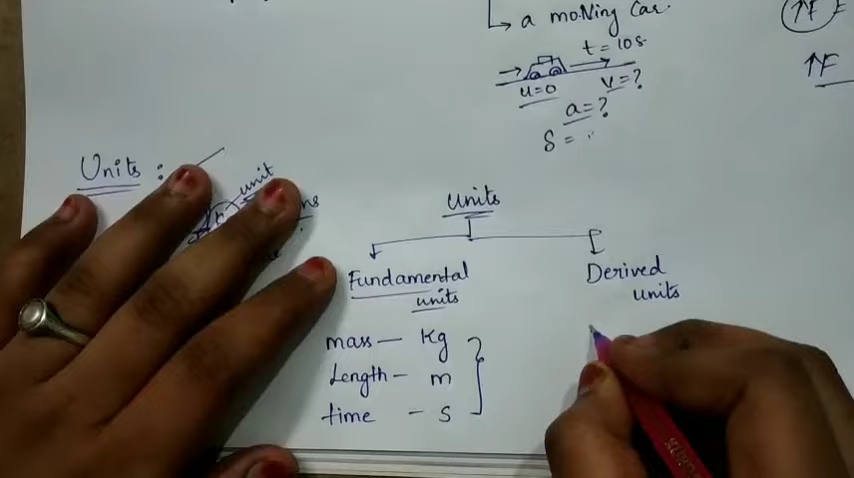 a moving Car.
t = 10s
u=0
v=?
a=?
S =
↑F =
↑F
Units :
unit
units
Fundamental
units
Derived
units
mass — Kg
Length — m
time — s